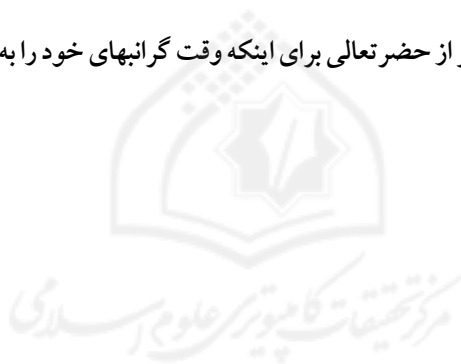 از حضرتعالی برای اینکه وقت گرانبهای خود را به
مرکز تحقیقات کامپیوتری علوم اسلامی